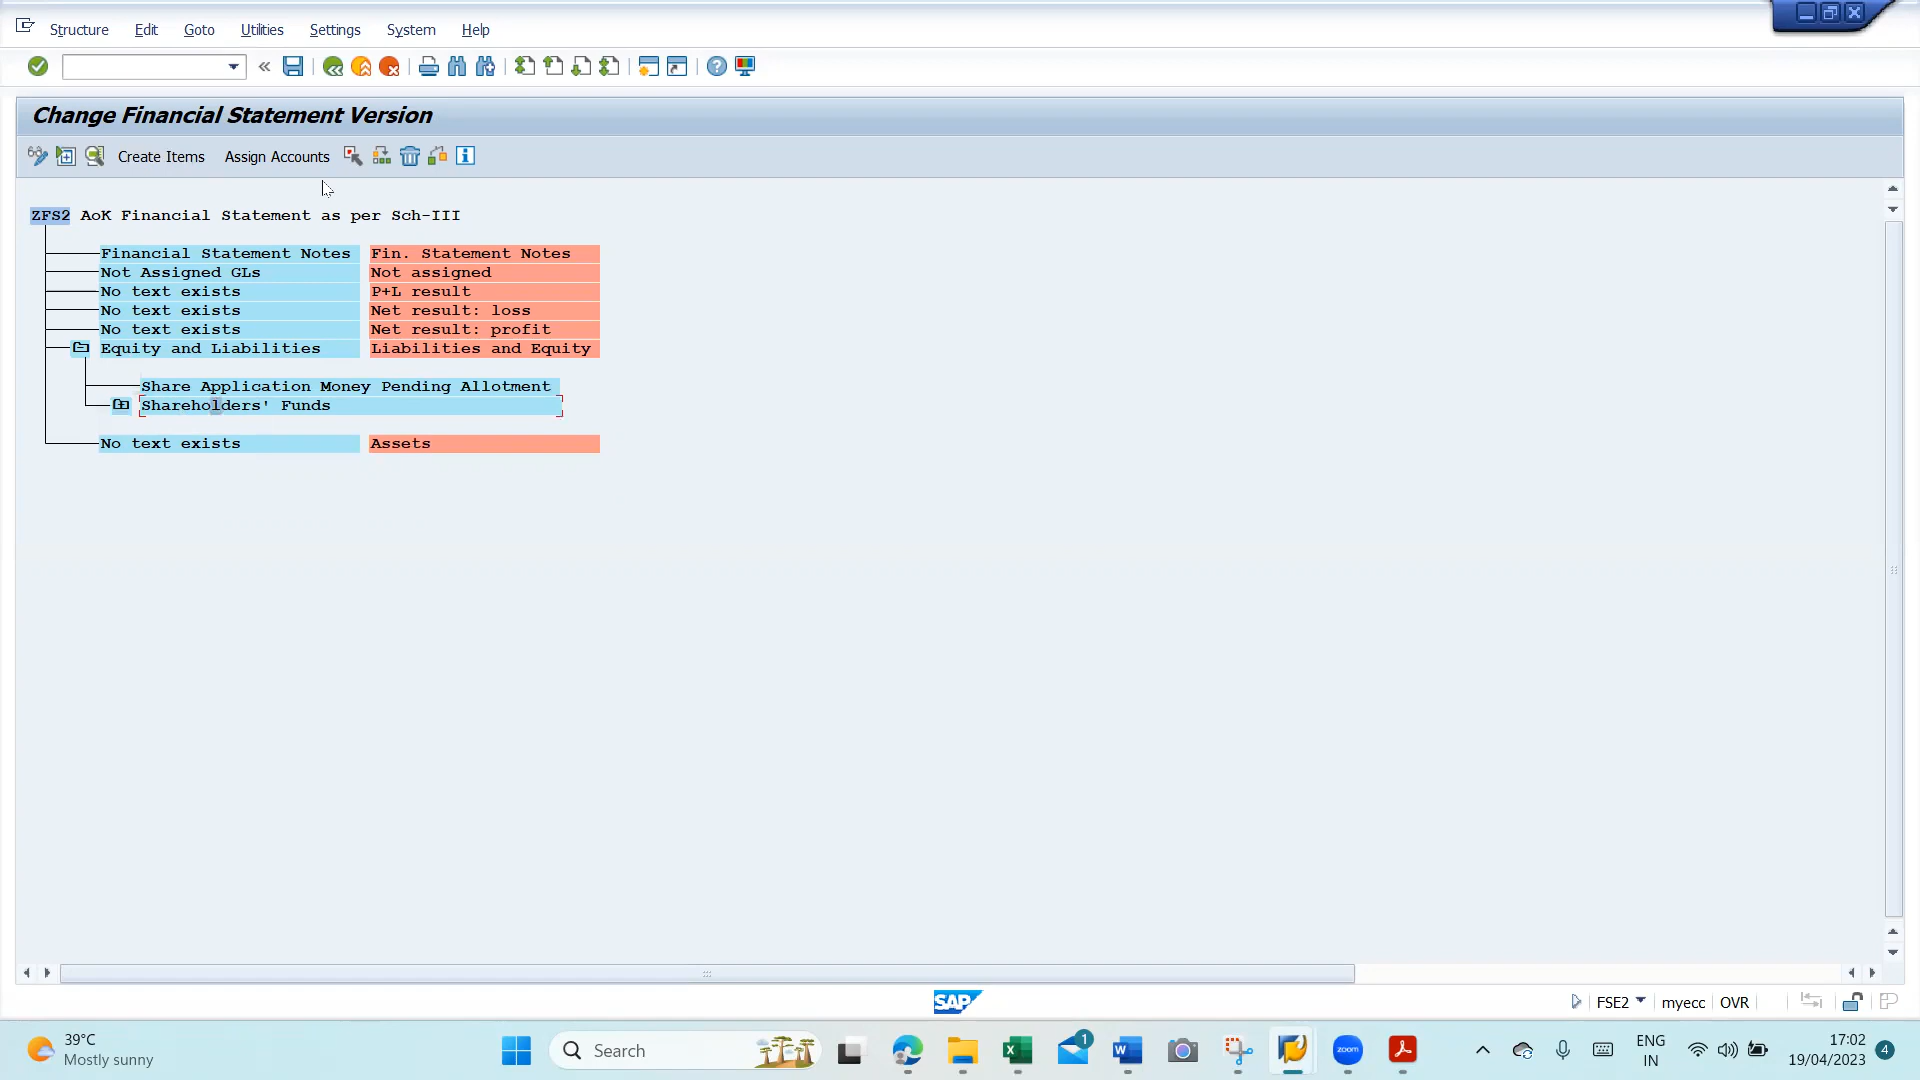 Structure Edit Goto Utilities Settings System Help
Change Financial Statement Version
Create Items Assign Accounts
ZFS2 AoK Financial Statement as per Sch-III
Financial Statement Notes Fin. Statement Notes
Not Assigned GLs Not assigned
No text exists P+L result
No text exists Net result: loss
No text exists Net result: profit
Equity and Liabilities Liabilities and Equity
Share Application Money Pending Allotment
Shareholders' Funds
No text exists Assets
SAP
FSE2 myecc OVR
39°C
Mostly sunny
Search
1
W
zoom
ENG
IN
17:02
19/04/2023
4